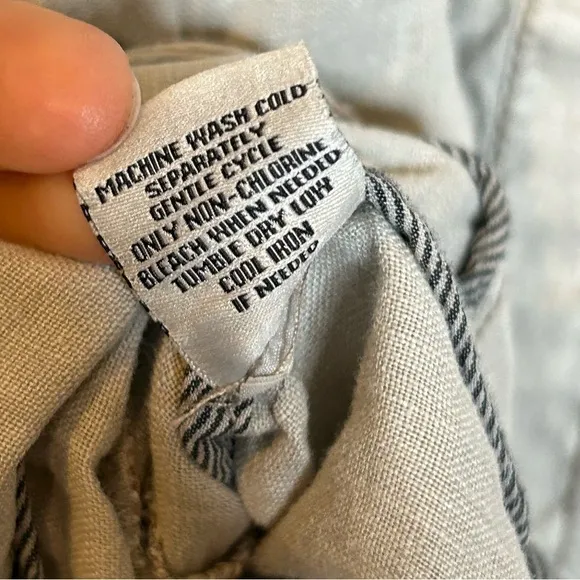 MACHINE WASH COLD
SEPARATELY
GENTLE CYCLE
ONLY NON-CHLORINE
BLEACH WHEN NEEDED
TUMBLE DRY LOW
COOL IRON
IF NEEDED